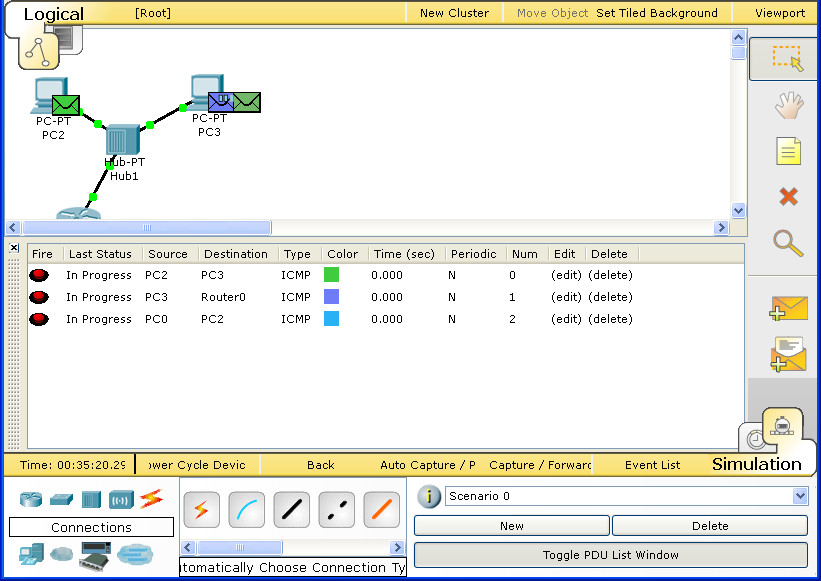 Logical [Root] New Cluster Move Object Set Tiled Background Viewport
PC-PT
PC2
PC-PT
PC3
Hub-PT
Hub1
Fire Last Status Source Destination Type Color Time (sec) Periodic Num Edit Delete
In Progress PC2 PC3 ICMP 0.000 N 0 (edit) (delete)
In Progress PC3 Router0 ICMP 0.000 N 1 (edit) (delete)
In Progress PC0 PC2 ICMP 0.000 N 2 (edit) (delete)
Time: 00:35:20.29 ower Cycle Devic Back Auto Capture / P Capture / Forward Event List Simulation
Scenario 0
Connections
New Delete
Toggle PDU List Window
utomatically Choose Connection Ty